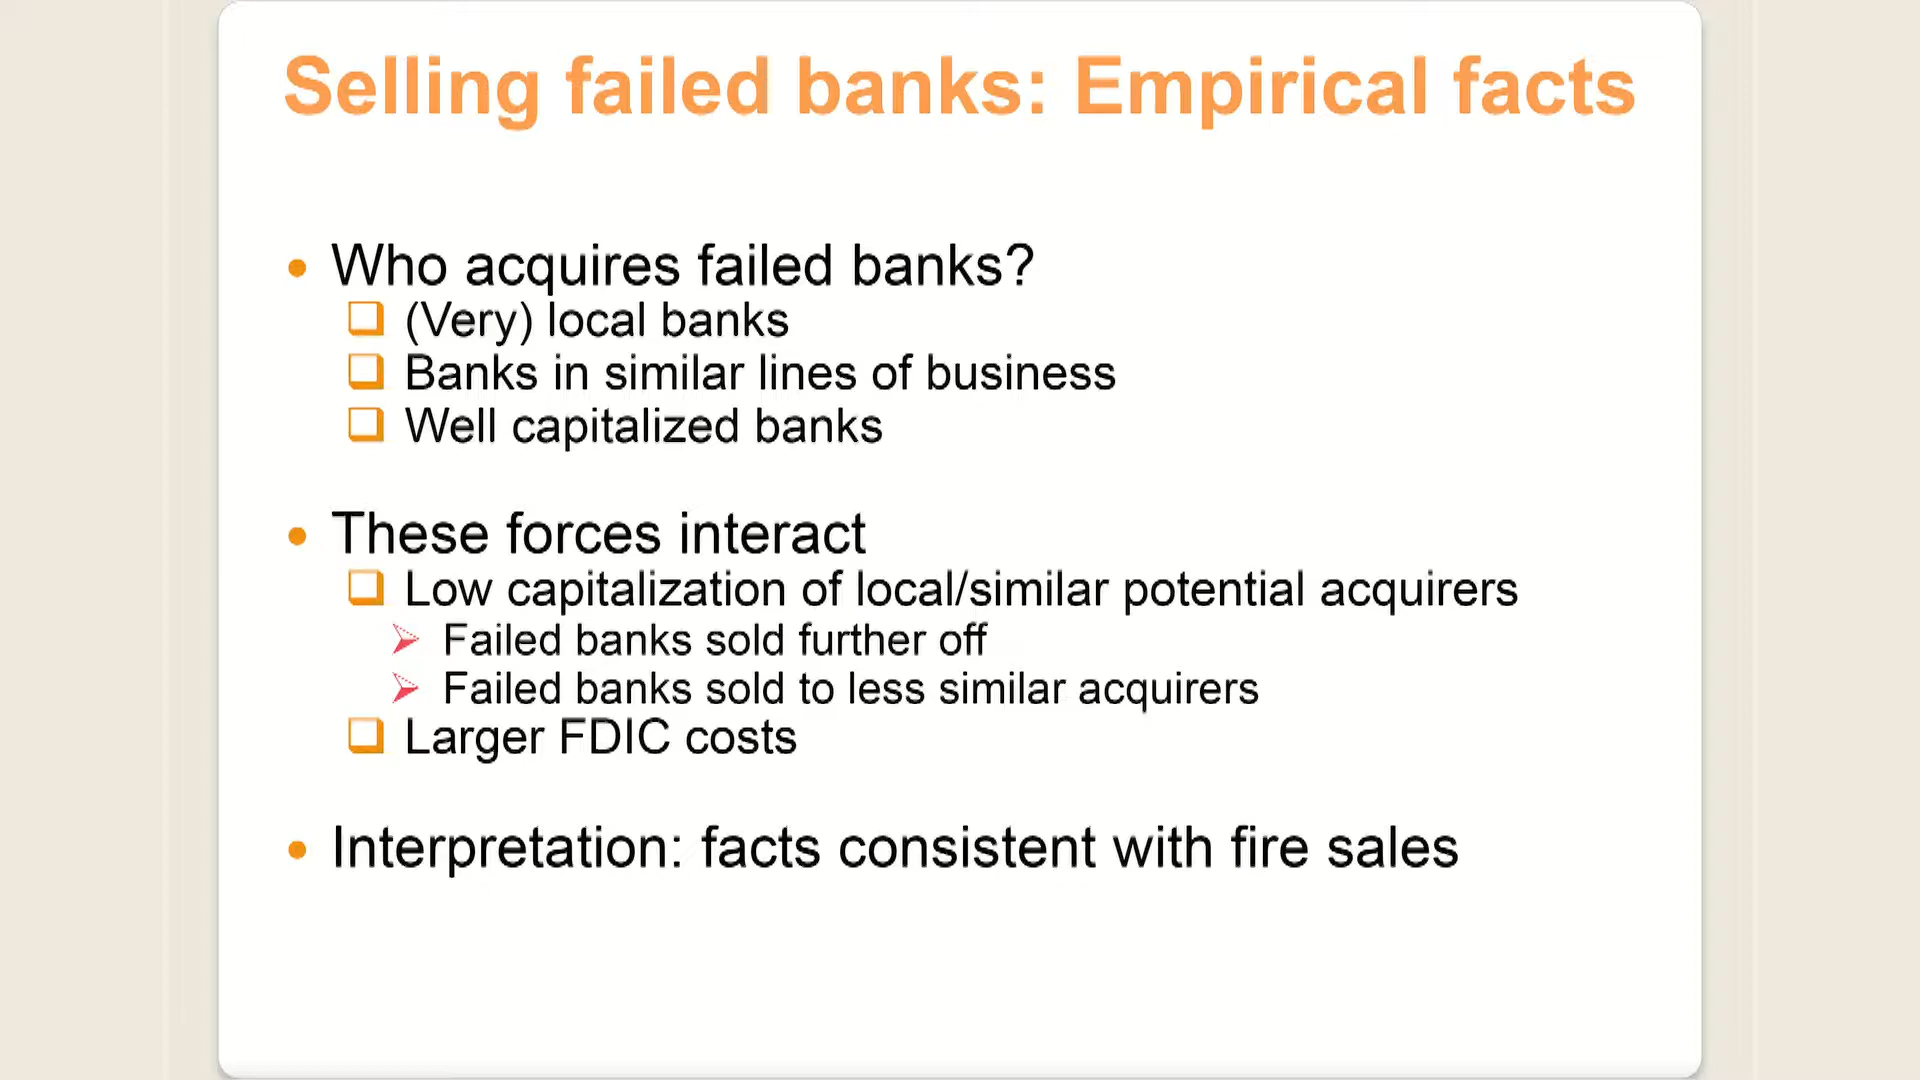 Selling failed banks: Empirical facts
• Who acquires failed banks?
❑ (Very) local banks
❑ Banks in similar lines of business
❑ Well capitalized banks
• These forces interact
❑ Low capitalization of local/similar potential acquirers
➢ Failed banks sold further off
➢ Failed banks sold to less similar acquirers
❑ Larger FDIC costs
• Interpretation: facts consistent with fire sales